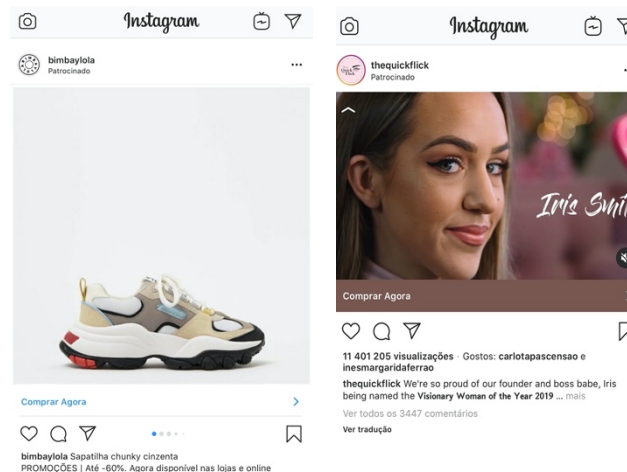 Instagram
bimbaylola
Patrocinado
Comprar Agora
bimbaylola Sapatilha chunky cinzenta
PROMOÇÕES | Até -60%. Agora disponível nas lojas e online
Instagram
thequickflick
Patrocinado
Iris
Comprar Agora
11 401 205 visualizações · Gostos: carlotapascensao e
inesmargaridaferrao
thequickflick We're so proud of our founder and boss babe, Iris
being named the Visionary Woman of the Year 2019 ... mais
Ver todos os 3447 comentários
Ver tradução